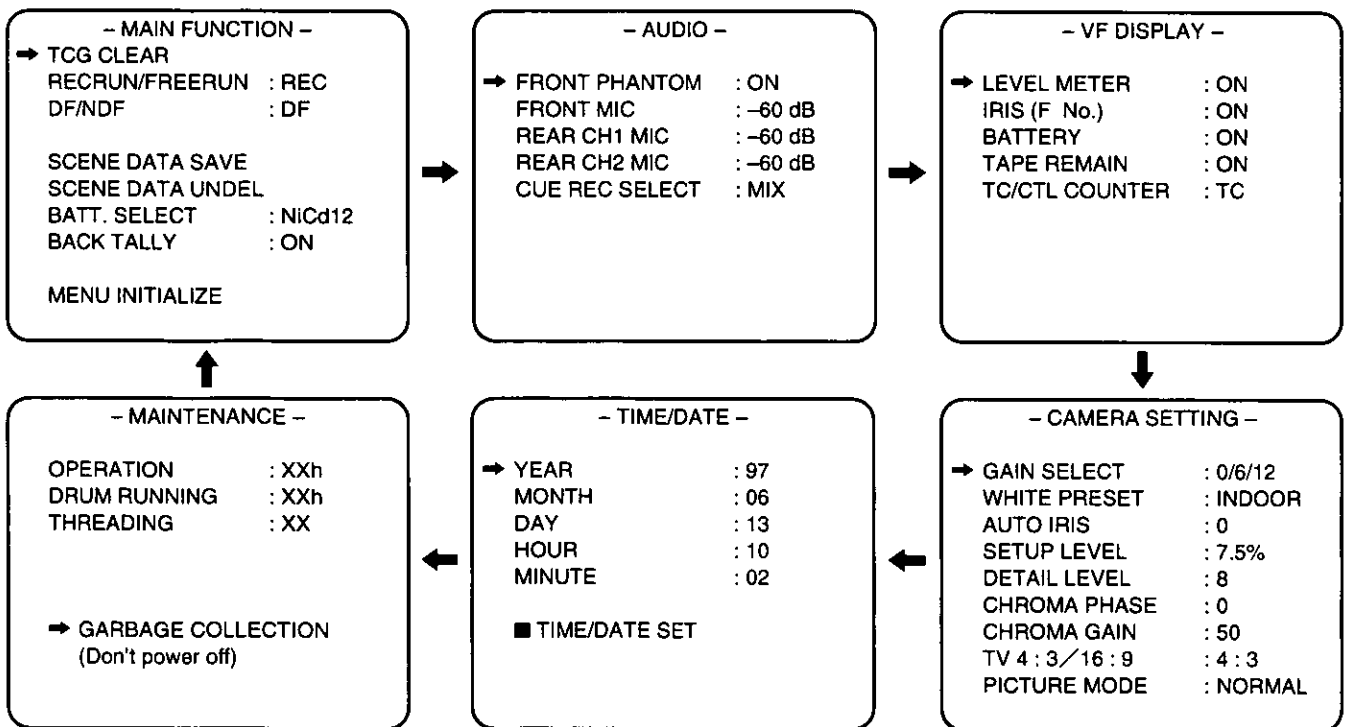 – MAIN FUNCTION –
➡ TCG CLEAR
RECRUN/FREERUN : REC
DF/NDF : DF
SCENE DATA SAVE
SCENE DATA UNDEL
BATT. SELECT : NiCd12
BACK TALLY : ON
MENU INITIALIZE
– AUDIO –
➡ FRONT PHANTOM : ON
FRONT MIC : –60 dB
REAR CH1 MIC : –60 dB
REAR CH2 MIC : –60 dB
CUE REC SELECT : MIX
– VF DISPLAY –
➡ LEVEL METER : ON
IRIS (F No.) : ON
BATTERY : ON
TAPE REMAIN : ON
TC/CTL COUNTER : TC
– CAMERA SETTING –
➡ GAIN SELECT : 0/6/12
WHITE PRESET : INDOOR
AUTO IRIS : 0
SETUP LEVEL : 7.5%
DETAIL LEVEL : 8
CHROMA PHASE : 0
CHROMA GAIN : 50
TV 4 : 3／16 : 9 : 4 : 3
PICTURE MODE : NORMAL
– TIME/DATE –
➡ YEAR : 97
MONTH : 06
DAY : 13
HOUR : 10
MINUTE : 02
■ TIME/DATE SET
– MAINTENANCE –
OPERATION : XXh
DRUM RUNNING : XXh
THREADING : XX
➡ GARBAGE COLLECTION
(Don't power off)